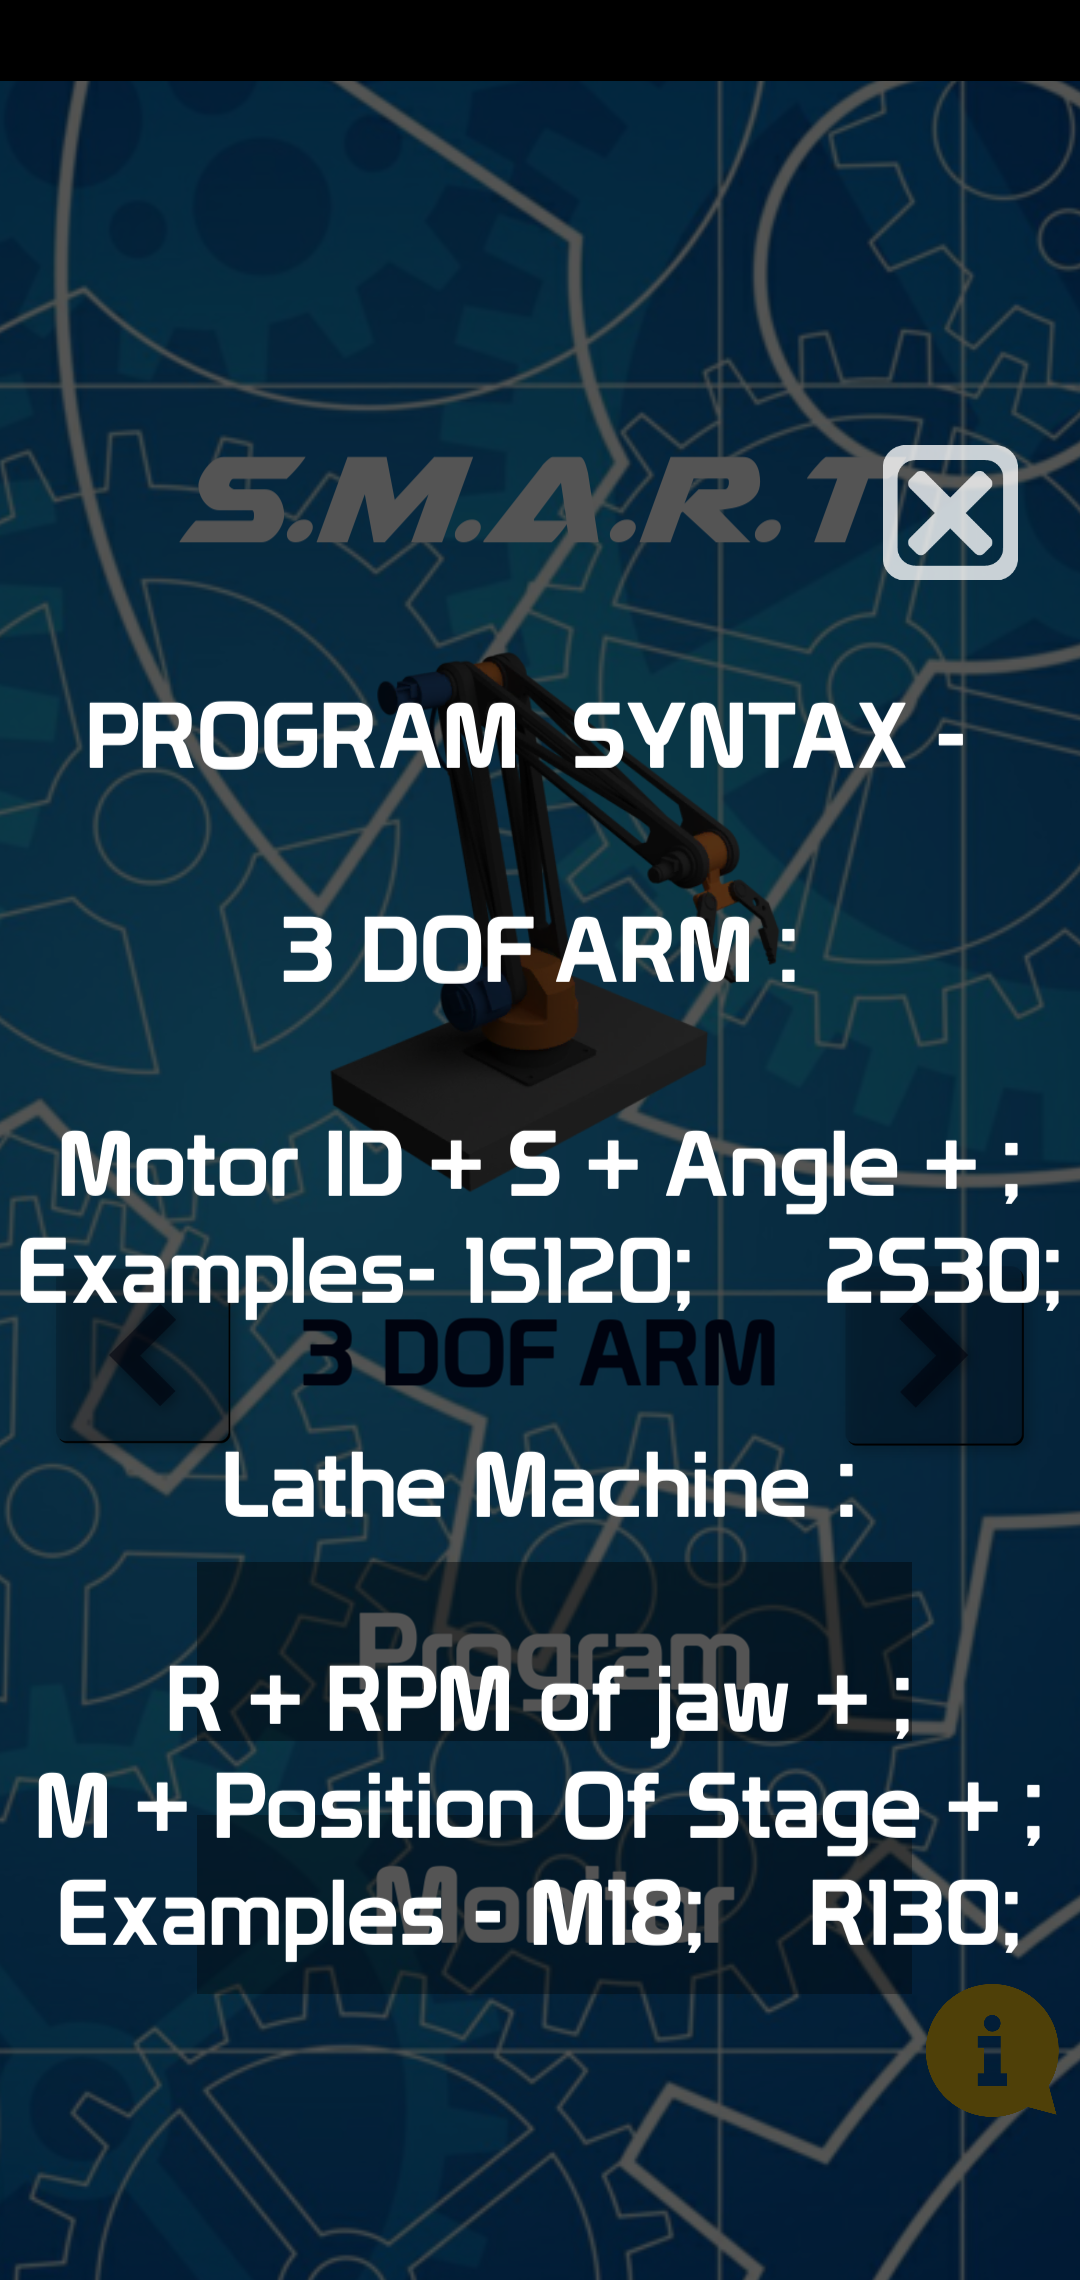 S.M.A.R.T
PROGRAM SYNTAX -
3 DOF ARM :
Motor ID + S + Angle + ;
Examples- 1S120; 2S30;
3 DOF ARM
Lathe Machine :
Program
R + RPM of jaw + ;
M + Position Of Stage + ;
Monitor
Examples - M18; R130;
i